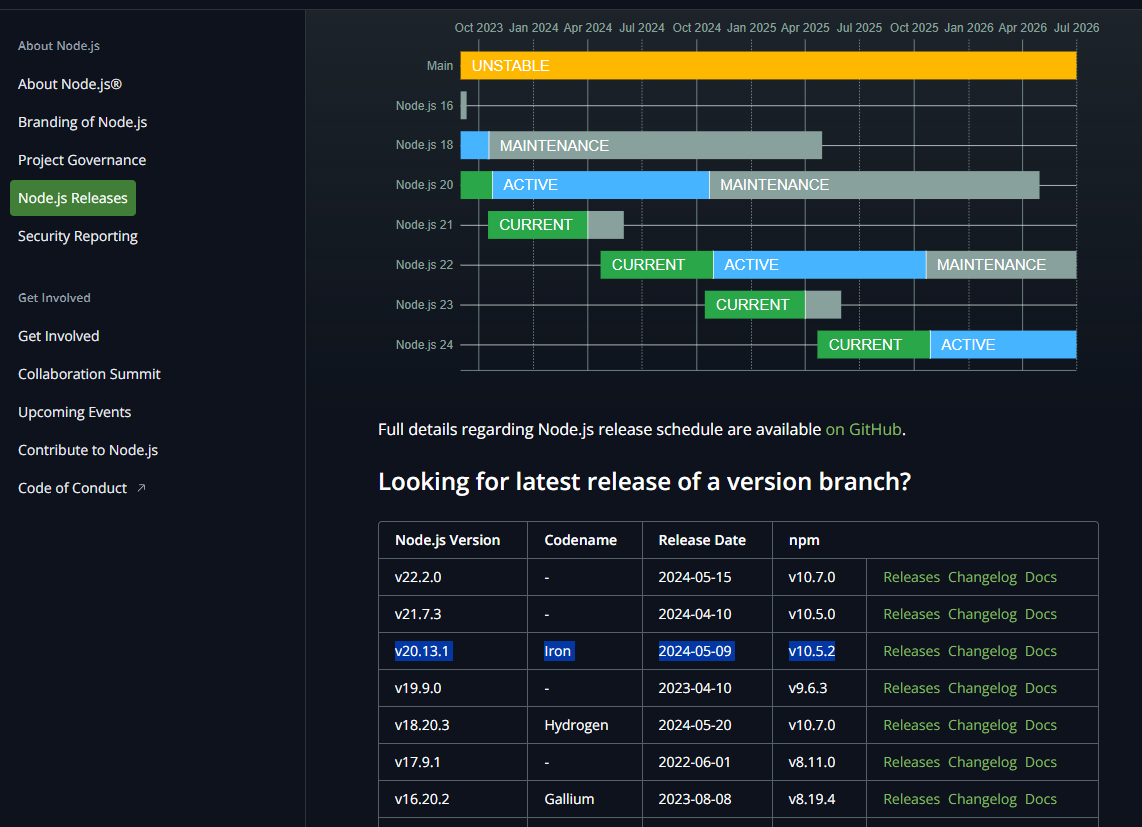 About Node.js
About Node.js®
Branding of Node.js
Project Governance
Node.js Releases
Security Reporting
Get Involved
Get Involved
Collaboration Summit
Upcoming Events
Contribute to Node.js
Code of Conduct ↗
Oct 2023 Jan 2024 Apr 2024 Jul 2024 Oct 2024 Jan 2025 Apr 2025 Jul 2025 Oct 2025 Jan 2026 Apr 2026 Jul 2026
Main UNSTABLE
Node.js 16
Node.js 18 MAINTENANCE
Node.js 20 ACTIVE MAINTENANCE
Node.js 21 CURRENT
Node.js 22 CURRENT ACTIVE MAINTENANCE
Node.js 23 CURRENT
Node.js 24 CURRENT ACTIVE
Full details regarding Node.js release schedule are available on GitHub.
Looking for latest release of a version branch?
Node.js Version Codename Release Date npm
v22.2.0 - 2024-05-15 v10.7.0 Releases Changelog Docs
v21.7.3 - 2024-04-10 v10.5.0 Releases Changelog Docs
v20.13.1 Iron 2024-05-09 v10.5.2 Releases Changelog Docs
v19.9.0 - 2023-04-10 v9.6.3 Releases Changelog Docs
v18.20.3 Hydrogen 2024-05-20 v10.7.0 Releases Changelog Docs
v17.9.1 - 2022-06-01 v8.11.0 Releases Changelog Docs
v16.20.2 Gallium 2023-08-08 v8.19.4 Releases Changelog Docs